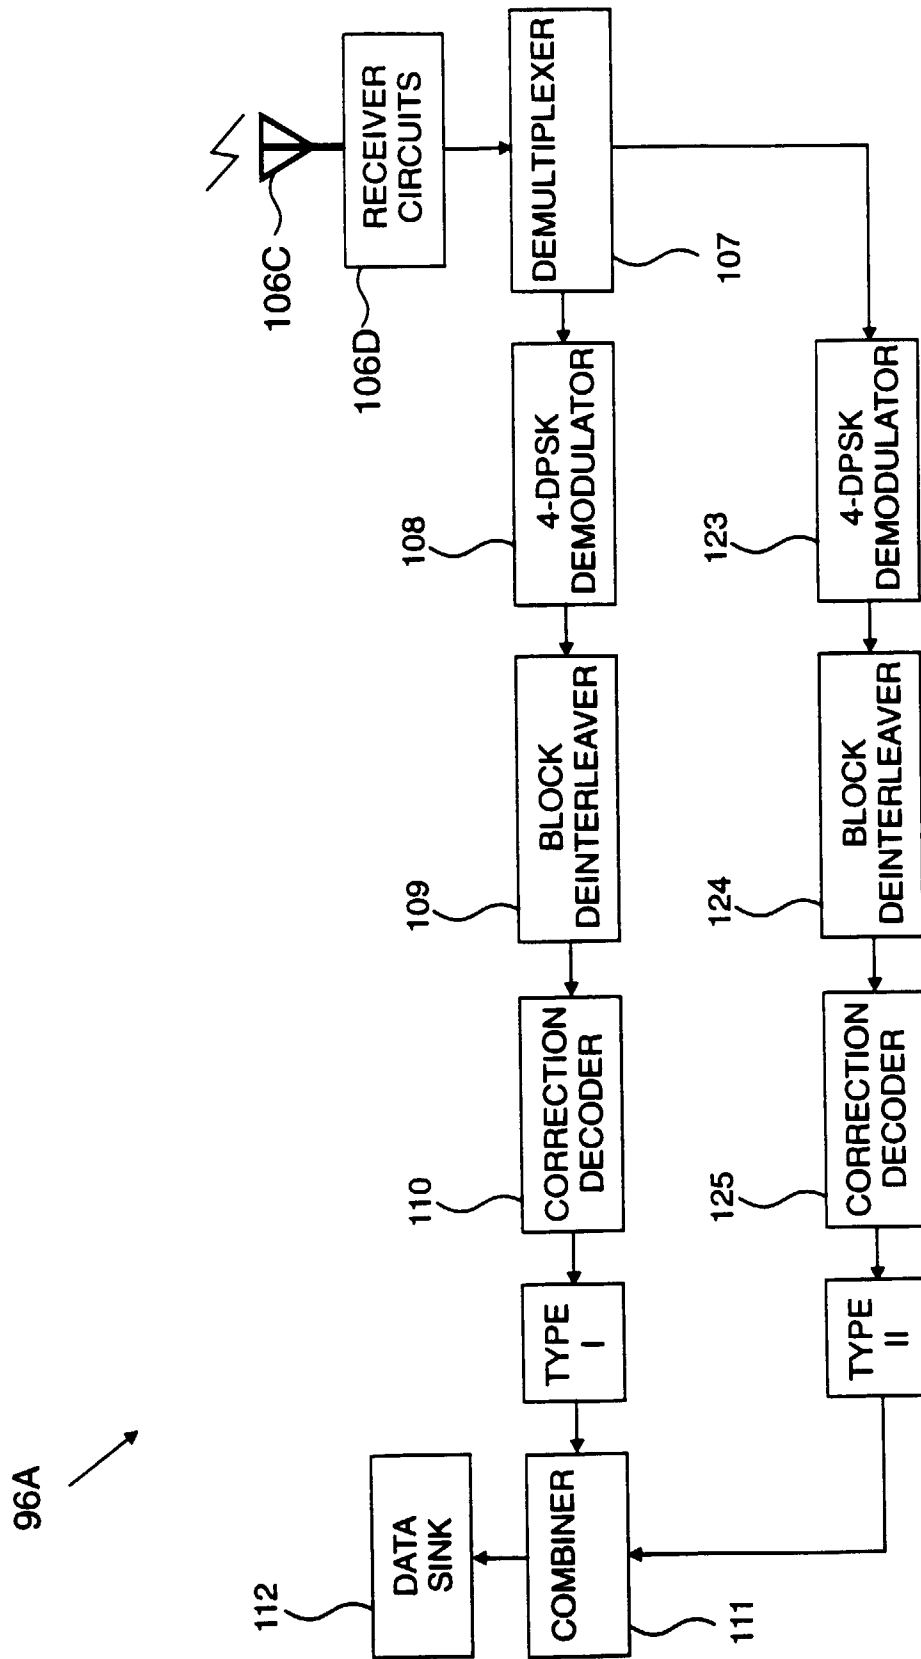 96A
106C
RECEIVER
CIRCUITS
106D
DEMULTIPLEXER
107
4-DPSK
DEMODULATOR
108
BLOCK
DEINTERLEAVER
109
CORRECTION
DECODER
110
TYPE
I
COMBINER
111
DATA
SINK
112
4-DPSK
DEMODULATOR
123
BLOCK
DEINTERLEAVER
124
CORRECTION
DECODER
125
TYPE
II